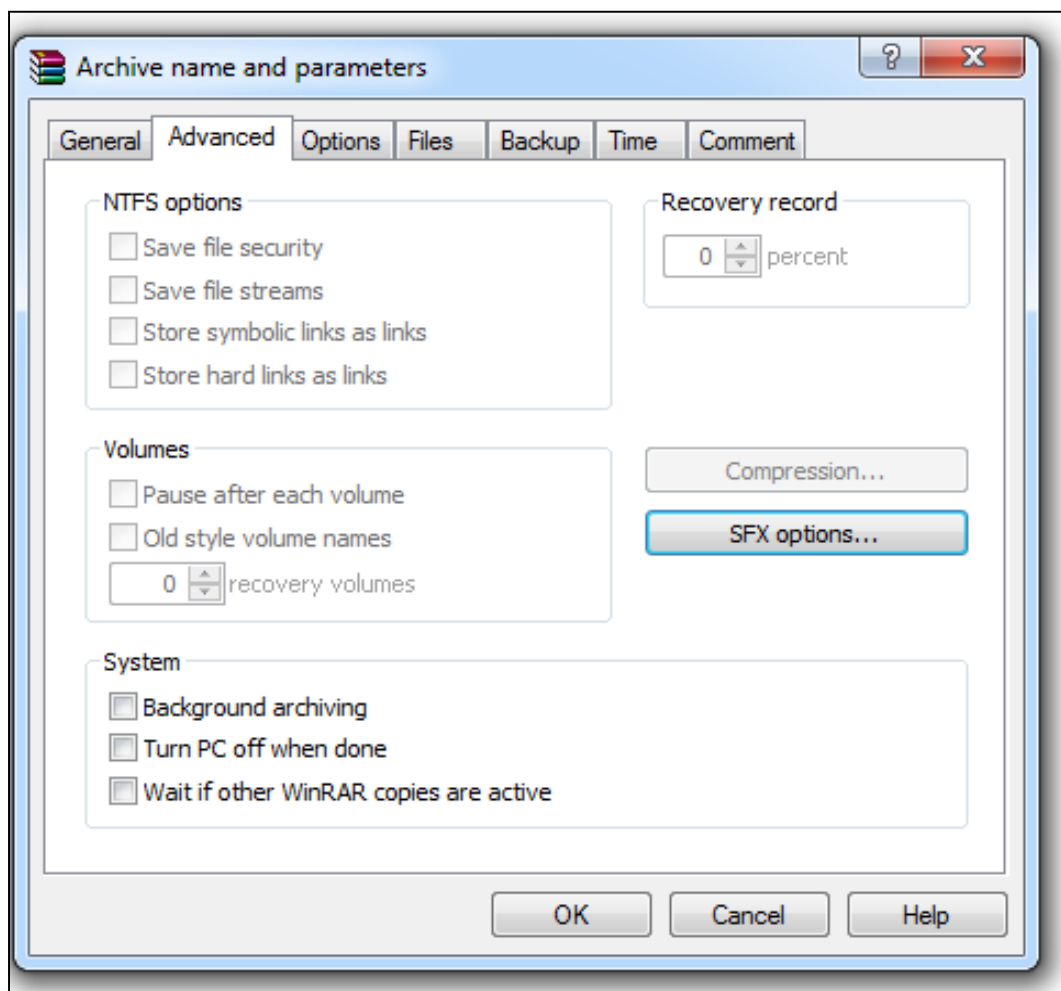 Archive name and parameters
General Advanced Options Files Backup Time Comment
NTFS options
Save file security
Save file streams
Store symbolic links as links
Store hard links as links
Recovery record
0 percent
Volumes
Pause after each volume
Old style volume names
0 recovery volumes
Compression...
SFX options...
System
Background archiving
Turn PC off when done
Wait if other WinRAR copies are active
OK Cancel Help